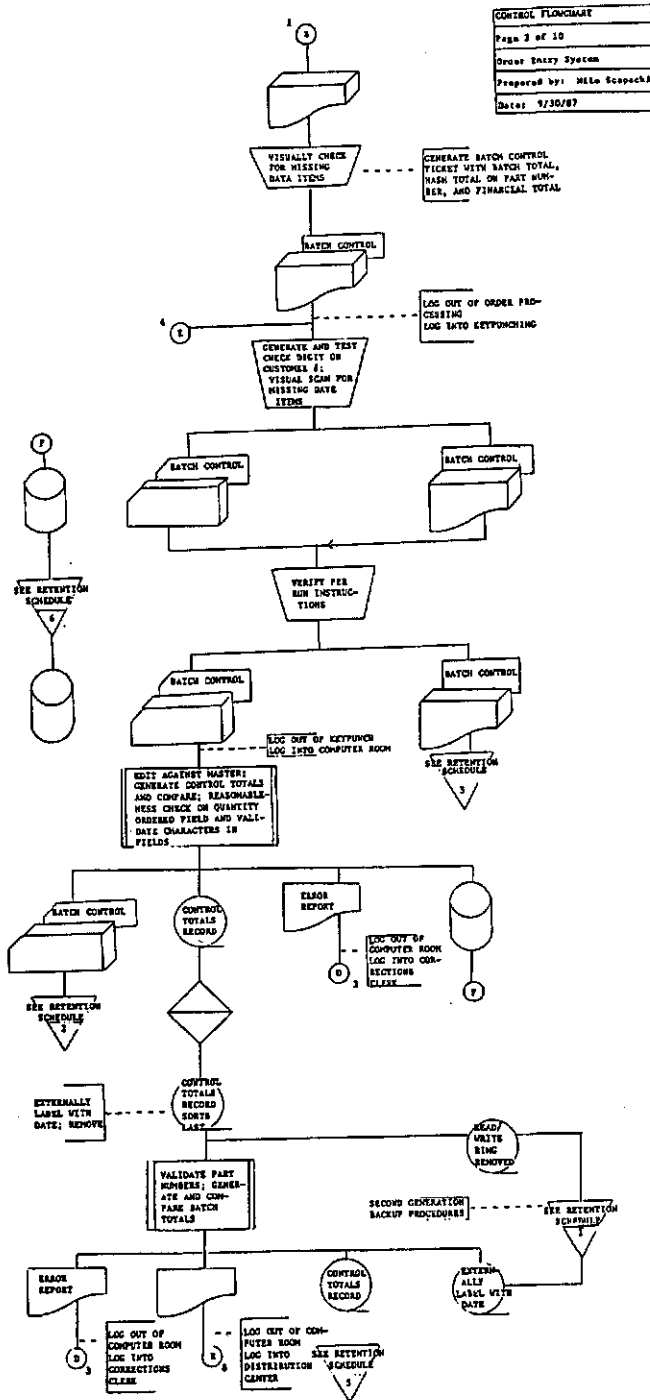 CONTROL FLOWCHART
Page 3 of 10
Order Entry System
Prepared by: Mike
Date: 9/30/87
1
VISUALLY CHECK
FOR MISSING
DATA ITEMS
GENERATE BATCH CONTROL
TICKET WITH BATCH TOTAL,
HASH TOTAL ON PART NUM-
BER, AND FINANCIAL TOTAL
BATCH CONTROL
LOG OUT OF ORDER PRO-
CESSING
LOG INTO KEYPUNCHING
4
GENERATE AND TEST
CHECK DIGIT ON
CUSTOMER #;
VISUAL SCAN FOR
MISSING DATE
ITEMS
F
BATCH CONTROL
BATCH CONTROL
SEE RETENTION
SCHEDULE
6
VERIFY PER
RUN INSTRUC-
TIONS
BATCH CONTROL
BATCH CONTROL
LOG OUT OF KEYPUNCH
LOG INTO COMPUTER ROOM
SEE RETENTION
SCHEDULE
3
EDIT AGAINST MASTER;
GENERATE CONTROL TOTALS
AND COMPARE; REASONABLE-
NESS CHECK ON QUANTITY
ORDERED FIELD AND VALI-
DATE CHARACTERS IN
FIELDS
BATCH CONTROL
CONTROL
TOTALS
RECORD
ERROR
REPORT
LOG OUT OF
COMPUTER ROOM
LOG INTO COR-
RECTIONS
CLERK
D
3
F
SEE RETENTION
SCHEDULE
2
EXTERNALLY
LABEL WITH
DATE; REMOVE
CONTROL
TOTALS
RECORD
SORTS
LAST
READ/
WRITE
RING
REMOVED
VALIDATE PART
NUMBERS; GENER-
ATE AND COM-
PARE BATCH
TOTALS
SECOND GENERATION
BACKUP PROCEDURES
SEE RETENTION
SCHEDULE
ERROR
REPORT
CONTROL
TOTALS
RECORD
EXTERN-
ALLY
LABEL WITH
DATE
LOG OUT OF
COMPUTER ROOM
LOG INTO
CORRECTIONS
CLERK
D
3
LOG OUT OF COM-
PUTER ROOM
LOG INTO
DISTRIBUTION
CENTER
SEE RETENTION
SCHEDULE
5